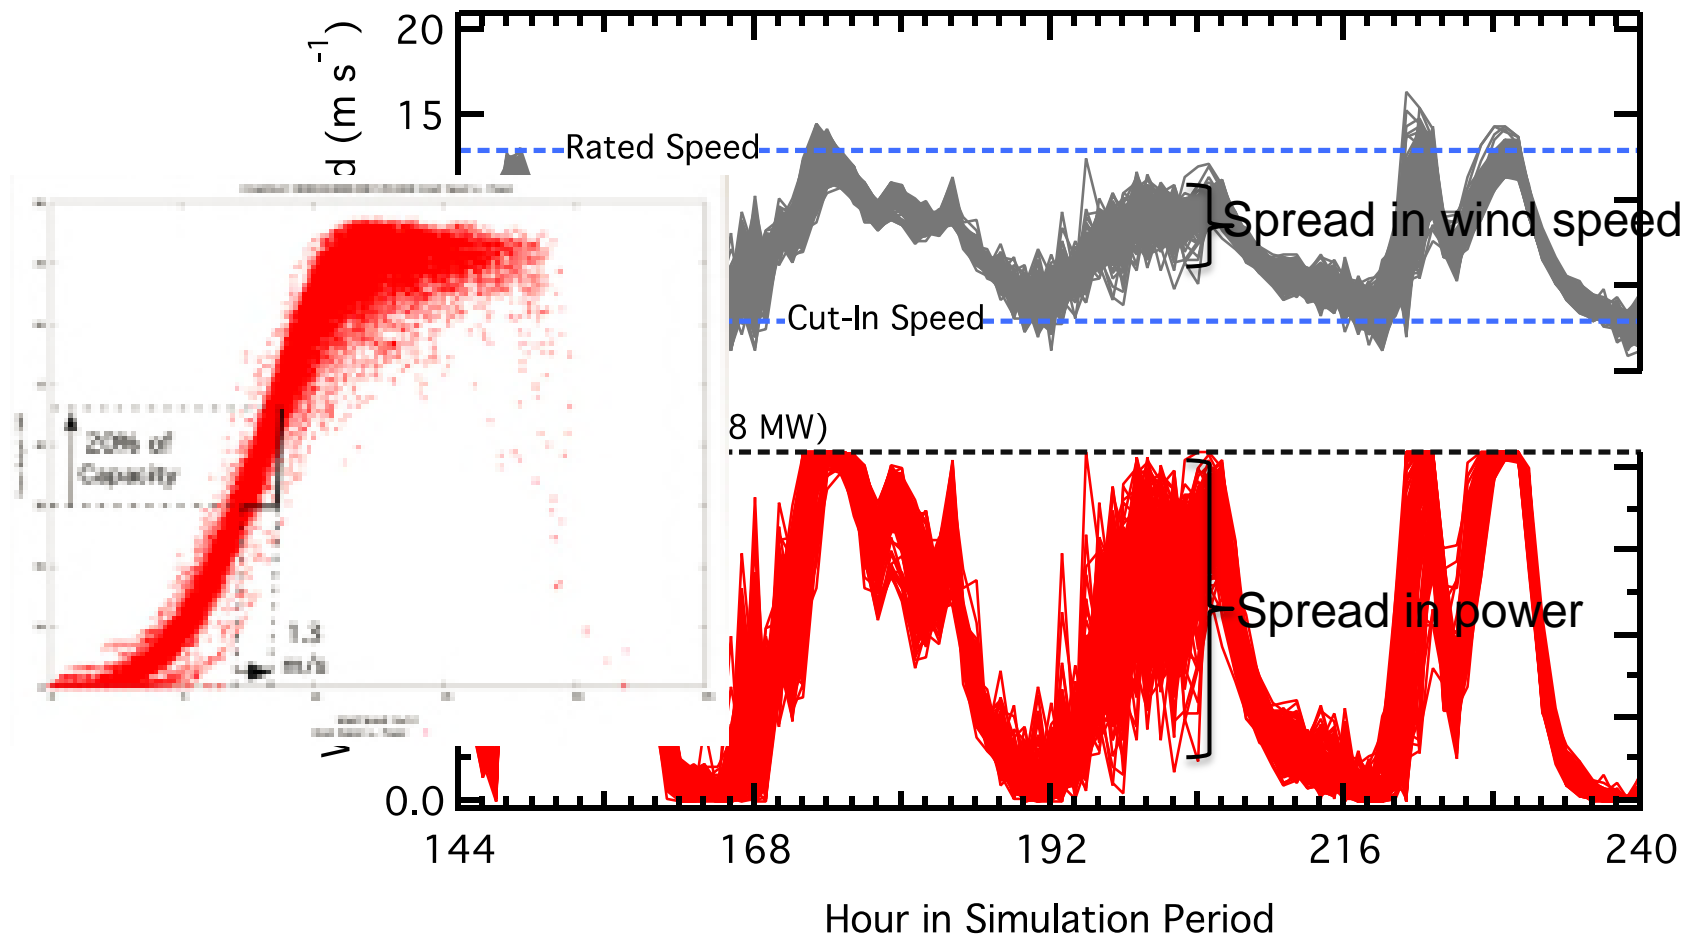 20
15
d (m s⁻¹)
Rated Speed
Spread in wind speed
Cut-In Speed
8 MW)
20% of
Capacity
1.3
m/s
Spread in power
0.0
144
168
192
216
240
Hour in Simulation Period